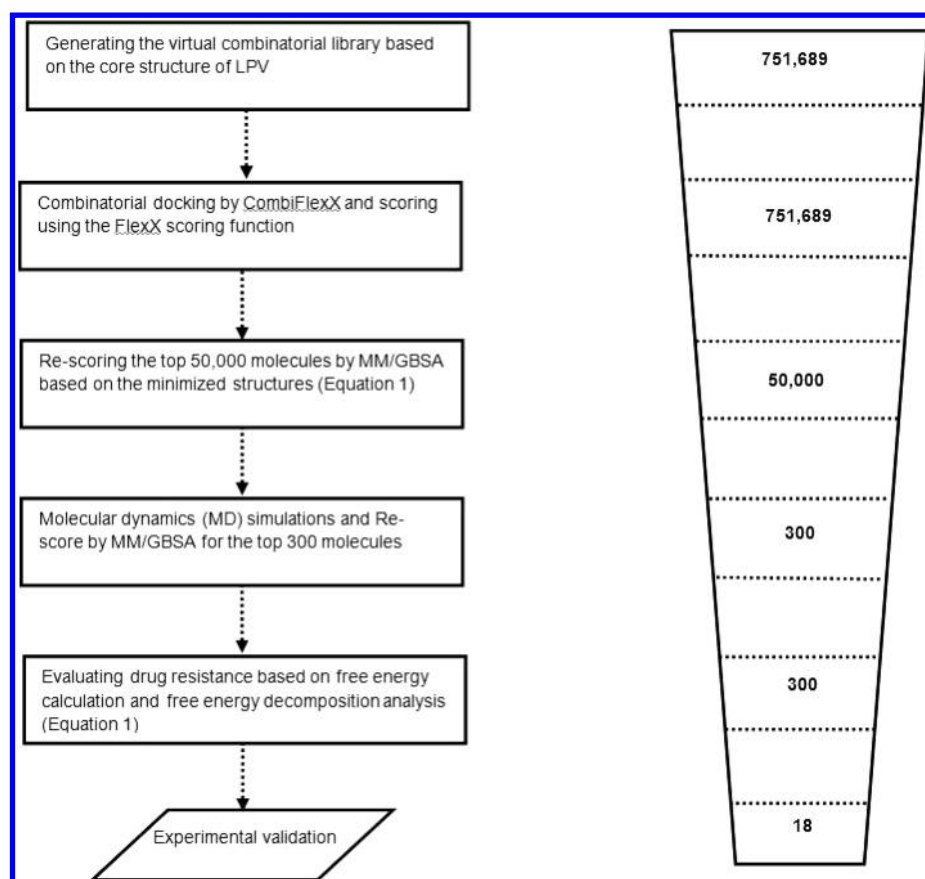 Generating the virtual combinatorial library based
on the core structure of LPV
751,689
Combinatorial docking by CombiFlexX and scoring
using the FlexX scoring function
751,689
Re-scoring the top 50,000 molecules by MM/GBSA
based on the minimized structures (Equation 1)
50,000
Molecular dynamics (MD) simulations and Re-
score by MM/GBSA for the top 300 molecules
300
Evaluating drug resistance based on free energy
calculation and free energy decomposition analysis
(Equation 1)
300
Experimental validation
18